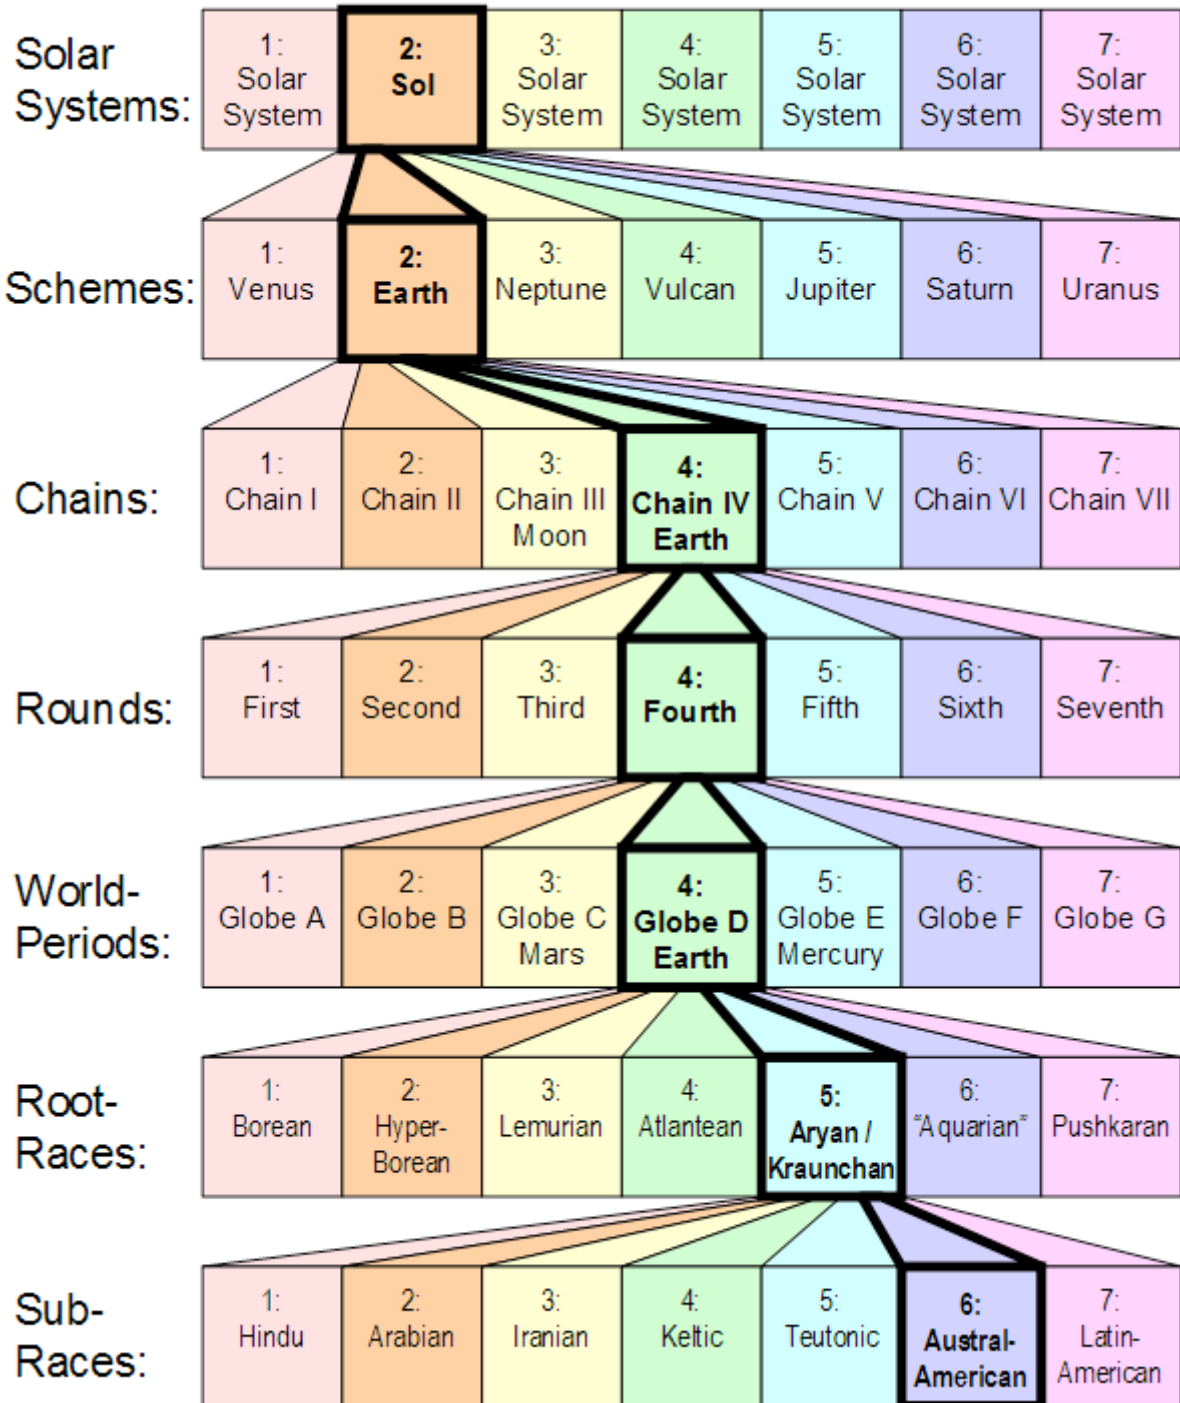 Solar
Systems:
1:
Solar
System
2:
Sol
3:
Solar
System
4:
Solar
System
5:
Solar
System
6:
Solar
System
7:
Solar
System
Schemes:
1:
Venus
2:
Earth
3:
Neptune
4:
Vulcan
5:
Jupiter
6:
Saturn
7:
Uranus
Chains:
1:
Chain I
2:
Chain II
3:
Chain III
Moon
4:
Chain IV
Earth
5:
Chain V
6:
Chain VI
7:
Chain VII
Rounds:
1:
First
2:
Second
3:
Third
4:
Fourth
5:
Fifth
6:
Sixth
7:
Seventh
World-
Periods:
1:
Globe A
2:
Globe B
3:
Globe C
Mars
4:
Globe D
Earth
5:
Globe E
Mercury
6:
Globe F
7:
Globe G
Root-
Races:
1:
Borean
2:
Hyper-
Borean
3:
Lemurian
4:
Atlantean
5:
Aryan /
Kraunchan
6:
“Aquarian”
7:
Pushkaran
Sub-
Races:
1:
Hindu
2:
Arabian
3:
Iranian
4:
Keltic
5:
Teutonic
6:
Austral-
American
7:
Latin-
American